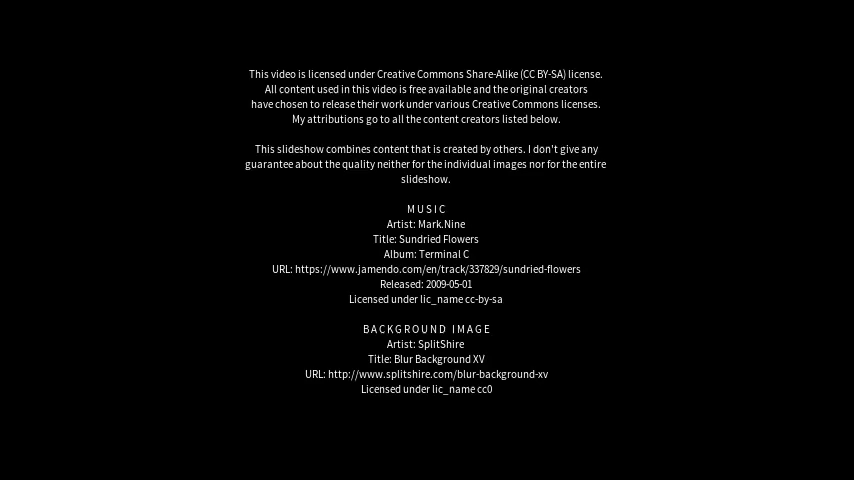 This video is licensed under Creative Commons Share-Alike (CC BY-SA) license.
All content used in this video is free available and the original creators
have chosen to release their work under various Creative Commons licenses.
My attributions go to all the content creators listed below.
This slideshow combines content that is created by others. I don't give any
guarantee about the quality neither for the individual images nor for the entire
slideshow.
MUSIC
Artist: Mark.Nine
Title: Sundried Flowers
Album: Terminal C
URL: https://www.jamendo.com/en/track/337829/sundried-flowers
Released: 2009-05-01
Licensed under lic_name cc-by-sa
BACKGROUND IMAGE
Artist: SplitShire
Title: Blur Background XV
URL: http://www.splitshire.com/blur-background-xv
Licensed under lic_name cc0